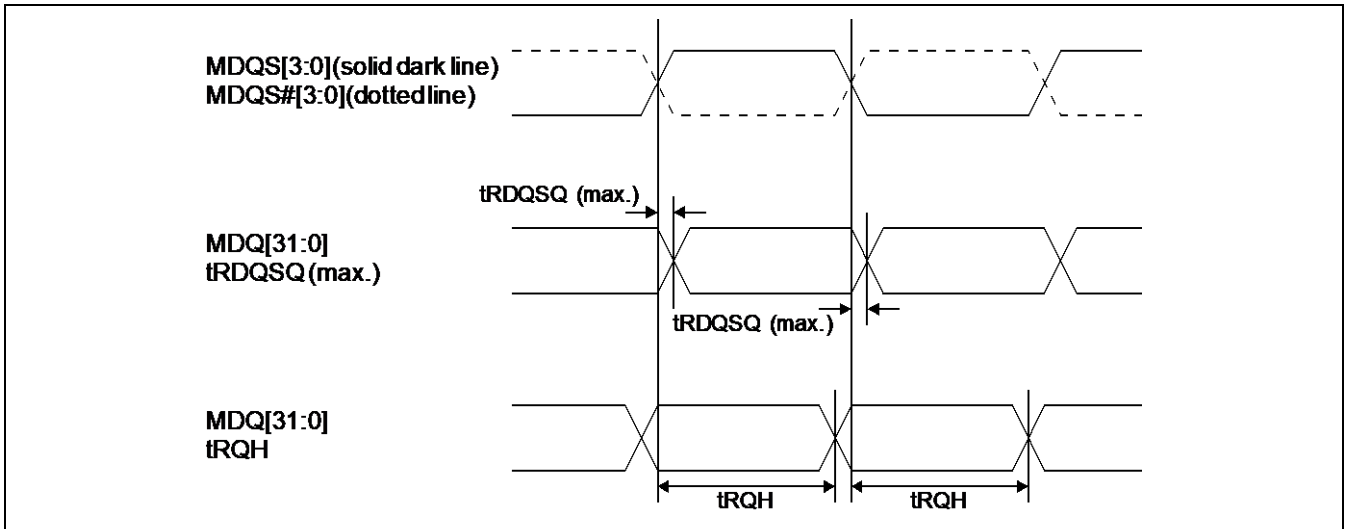 MDQS[3:0](solid dark line)
MDQS#[3:0](dotted line)
tRDQSQ (max.)
MDQ[31:0]
tRDQSQ (max.)
tRDQSQ (max.)
MDQ[31:0]
tRQH
tRQH
tRQH